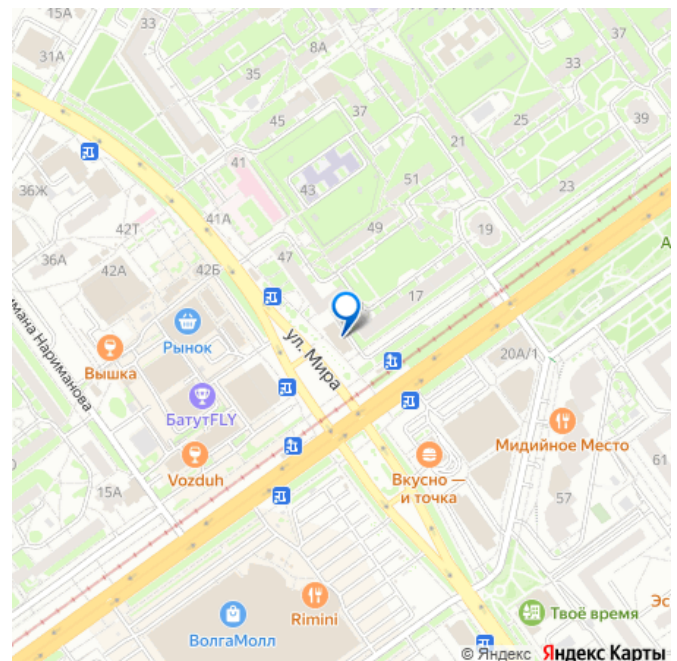 15А
33
31А
8А
37
33
35
37
25
45
39
21
41
51
43
36Ж
23
41А
49
19
42Т
47
36А
42А
42Б
17
А
имана Нариманова
Рынок
ул. Мира
20А/1
Вышка
БатутFLY
Мидийное Место
61
Vozduh
Вкусно —
и точка
15А
57
Эс
Rimini
Твоё время
ВолгаМолл
© Яндекс Яндекс Карты